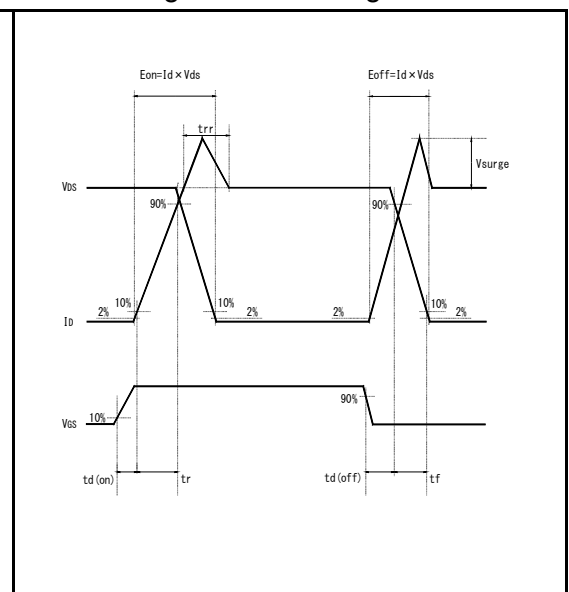 Eon=Id×Vds
Eoff=Id×Vds
trr
Vsurge
VDS
90%
90%
10%
10%
10%
2%
2%
2%
2%
ID
VGS
10%
90%
td(on)
tr
td(off)
tf